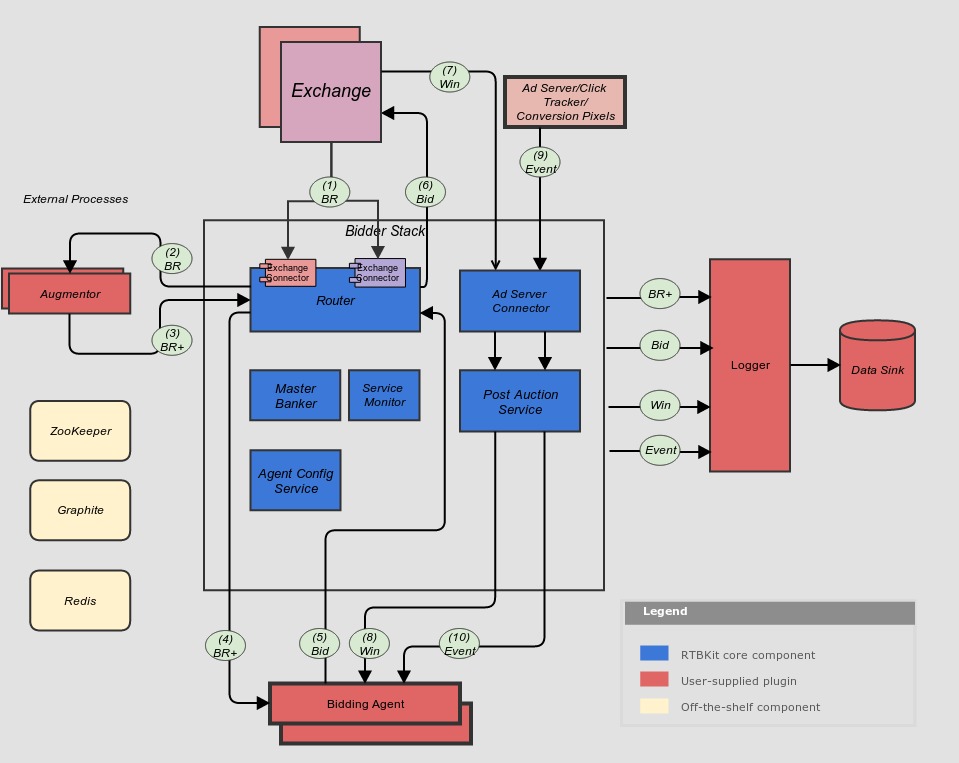 Exchange
(7)
Win
Ad Server/Click
Tracker/
Conversion Pixels
(9)
Event
(1)
BR
(6)
Bid
External Processes
Bidder Stack
(2)
BR
Exchange
Connector
Exchange
Connector
Router
Augmentor
(3)
BR+
Ad Server
Connector
BR+
Bid
Win
Event
Logger
Data Sink
Master
Banker
Service
Monitor
Post Auction
Service
ZooKeeper
Agent Config
Service
Graphite
Redis
(4)
BR+
(5)
Bid
(8)
Win
(10)
Event
Bidding Agent
Legend
RTBKit core component
User-supplied plugin
Off-the-shelf component